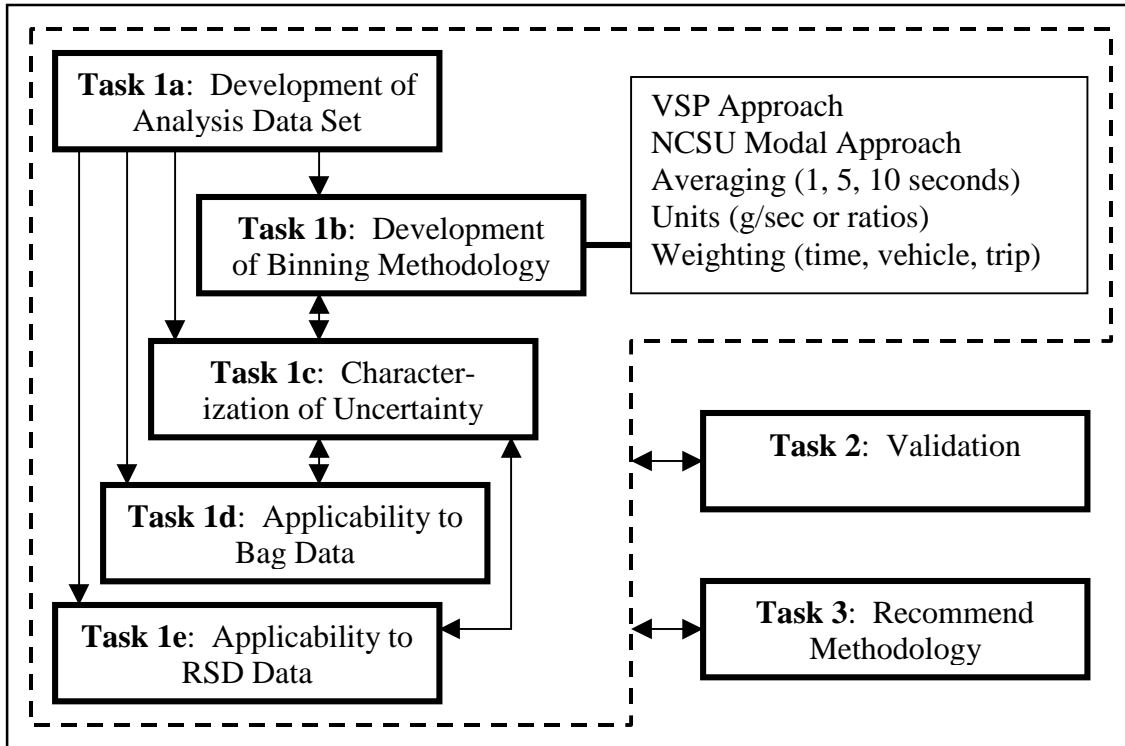 Task 1a: Development of
Analysis Data Set
VSP Approach
NCSU Modal Approach
Averaging (1, 5, 10 seconds)
Units (g/sec or ratios)
Weighting (time, vehicle, trip)
Task 1b: Development
of Binning Methodology
Task 1c: Character-
ization of Uncertainty
Task 2: Validation
Task 1d: Applicability to
Bag Data
Task 3: Recommend
Methodology
Task 1e: Applicability to
RSD Data